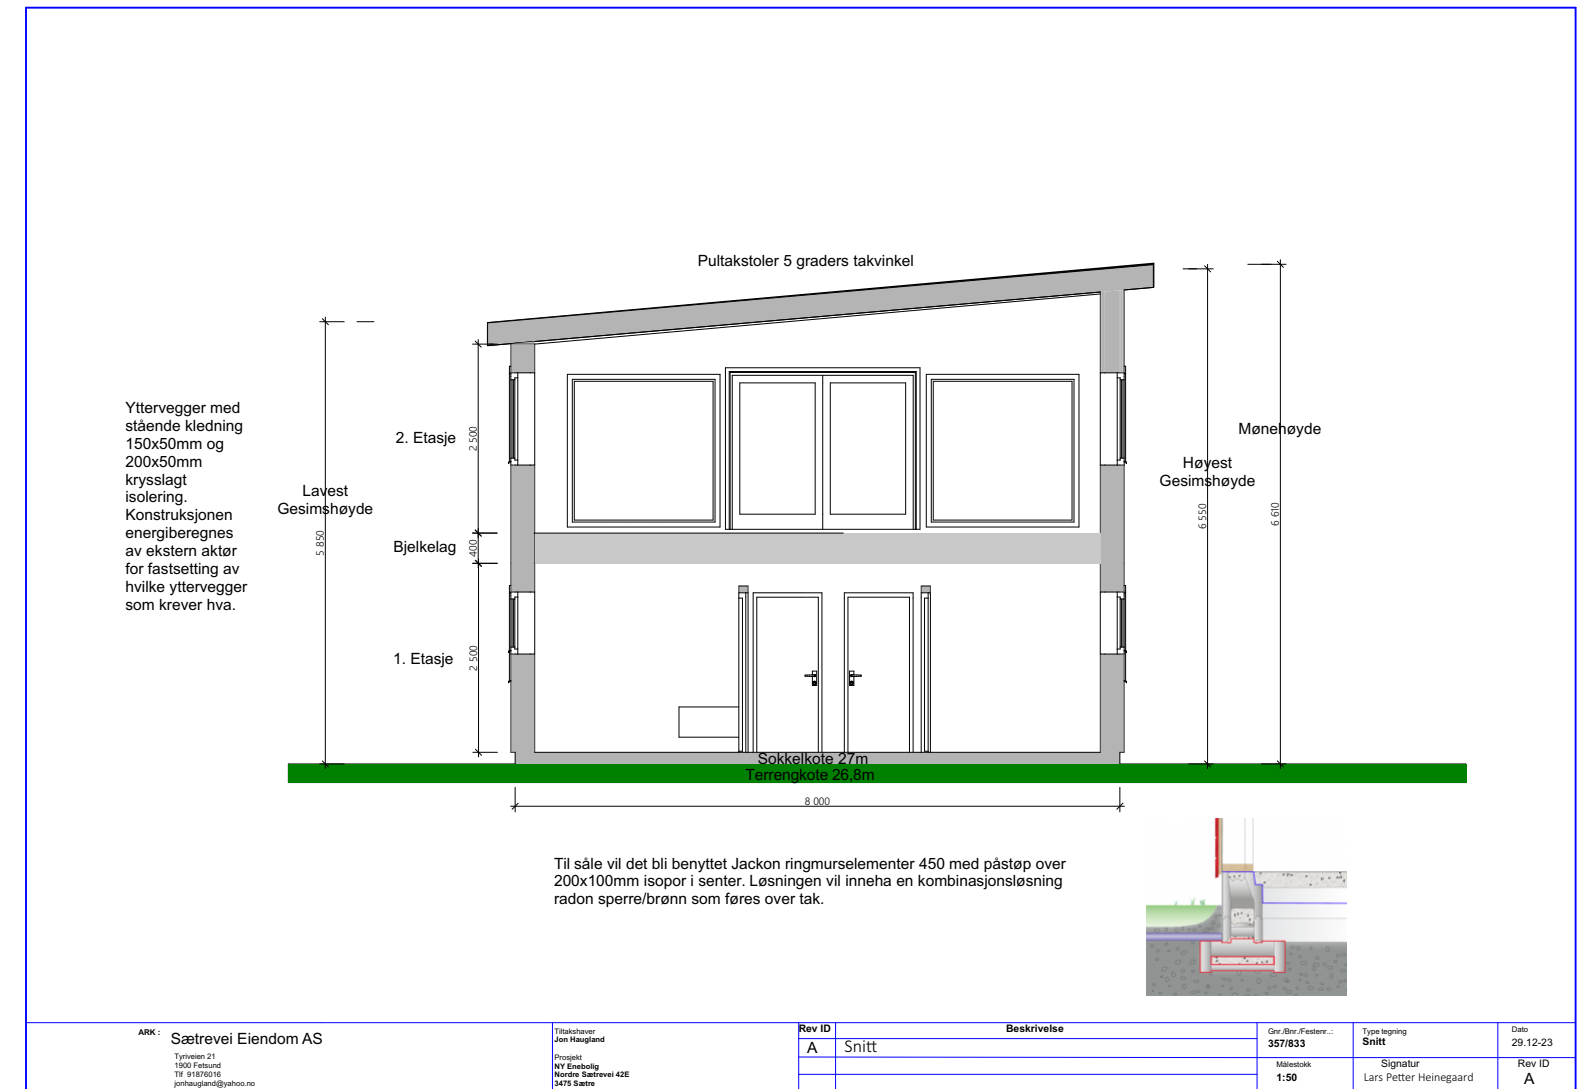 Pultakstoler 5 graders takvinkel
Yttervegger med
stående kledning
150x50mm og
200x50mm
krysslagt
isolering.
Konstruksjonen
energiberegnes
av ekstern aktør
for fastsetting av
hvilke yttervegger
som krever hva.
Lavest
Gesimshøyde
5 850
2. Etasje
2 500
Bjelkelag
400
1. Etasje
2 500
Høyest
Gesimshøyde
6 550
Mønehøyde
6 610
Sokkelkote 27m
Terrengkote 26,8m
8 000
Til såle vil det bli benyttet Jackon ringmurselementer 450 med påstøp over
200x100mm isopor i senter. Løsningen vil inneha en kombinasjonsløsning
radon sperre/brønn som føres over tak.
ARK :
Sætrevei Eiendom AS
Tyriveien 21
1900 Fetsund
Tlf 91876016
jonhaugland@yahoo.no
Tiltakshaver
Jon Haugland
Prosjekt
NY Enebolig
Nordre Sætrevei 42E
3475 Sætre
Rev ID
Beskrivelse
A
Snitt
Gnr./Bnr./Festenr..:
357/833
Målestokk
1:50
Type tegning
Snitt
Signatur
Lars Petter Heinegaard
Dato
29.12-23
Rev ID
A